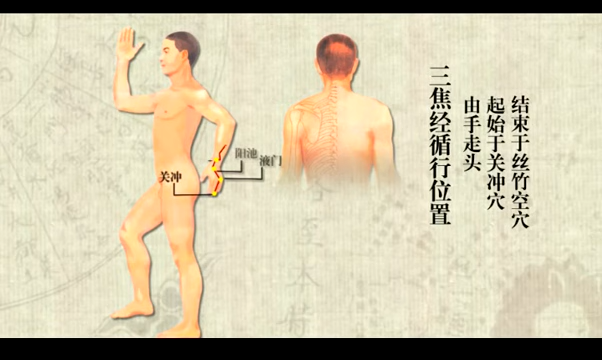 三焦经循行位置
由手走头
起始于关冲穴
结束于丝竹空穴
阳池
液门
关冲